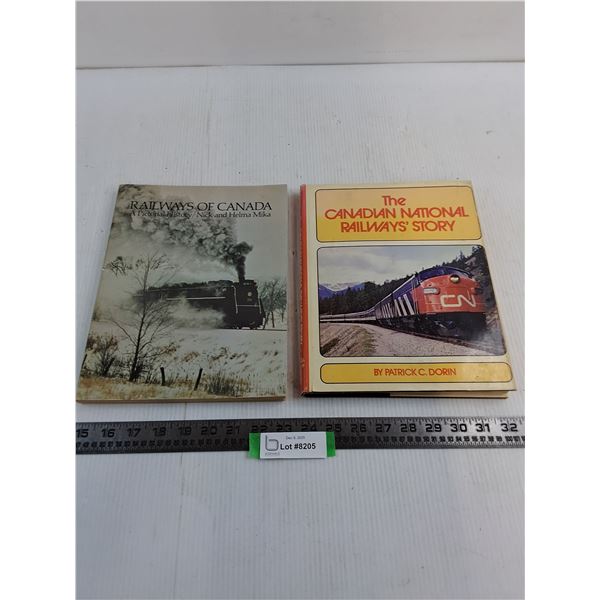 RAILWAYS OF CANADA
A Pictorial History / Nick and Helma Mika
The
CANADIAN NATIONAL
RAILWAYS' STORY
CN
BY PATRICK C. DORIN
15 16 17 18 19 20 21 22 23 24 25 26 27 28 29 30 31 32
b
Lot #8205